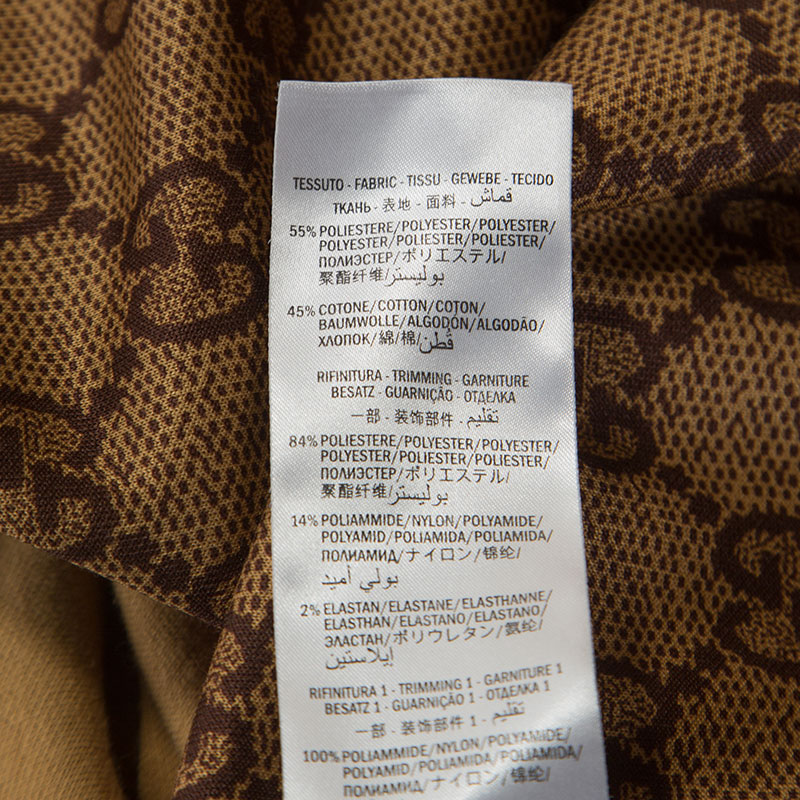 TESSUTO - FABRIC - TISSU - GEWEBE - TECIDO
ТКАНЬ - 表地 - 面料 - قماش
55% POLIESTERE/POLYESTER/POLYESTER/
POLYESTER/POLIESTER/POLIESTER/
ПОЛИЭСТЕР/ポリエステル/
聚酯纤维/بوليستر
45% COTONE/COTTON/COTON/
BAUMWOLLE/ALGODÓN/ALGODÃO/
ХЛОПОК/綿/棉/قُطن
RIFINITURA - TRIMMING - GARNITURE
BESATZ - GUARNIÇÃO - ОТДЕЛКА
一部 - 装饰部件 - تقليم
84% POLIESTERE/POLYESTER/POLYESTER/
POLYESTER/POLIESTER/POLIESTER/
ПОЛИЭСТЕР/ポリエステル/
聚酯纤维/بوليستر
14% POLIAMMIDE/NYLON/POLYAMIDE/
POLYAMID/POLIAMIDA/POLIAMIDA/
ПОЛИАМИД/ナイロン/锦纶/
بولي أميد
2% ELASTAN/ELASTANE/ELASTHANNE/
ELASTHAN/ELASTANO/ELASTANO/
ЭЛАСТАН/ポリウレタン/氨纶/
إيلاستين
RIFINITURA 1 - TRIMMING 1 - GARNITURE 1
BESATZ 1 - GUARNIÇÃO 1 - ОТДЕЛКА 1
一部 - 装饰部件 1 - تقليم
100% POLIAMMIDE/NYLON/POLYAMIDE/
POLYAMID/POLIAMIDA/POLIAMIDA/
ПОЛИАМИД/ナイロン/锦纶/